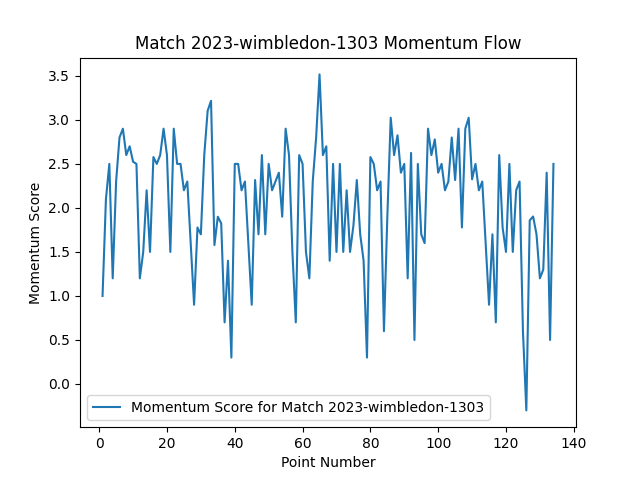 Match 2023-wimbledon-1303 Momentum Flow
Momentum Score
3.5
3.0
2.5
2.0
1.5
1.0
0.5
0.0
Momentum Score for Match 2023-wimbledon-1303
0 20 40 60 80 100 120 140
Point Number